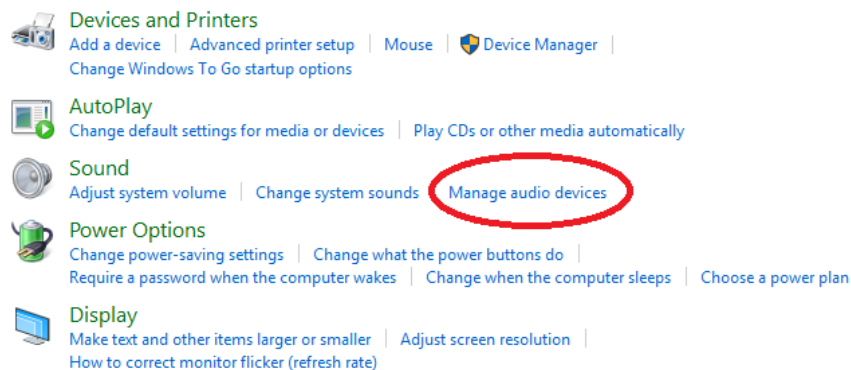 Devices and Printers
Add a device | Advanced printer setup | Mouse | Device Manager |
Change Windows To Go startup options
AutoPlay
Change default settings for media or devices | Play CDs or other media automatically
Sound
Adjust system volume | Change system sounds | Manage audio devices
Power Options
Change power-saving settings | Change what the power buttons do |
Require a password when the computer wakes | Change when the computer sleeps | Choose a power plan
Display
Make text and other items larger or smaller | Adjust screen resolution |
How to correct monitor flicker (refresh rate)